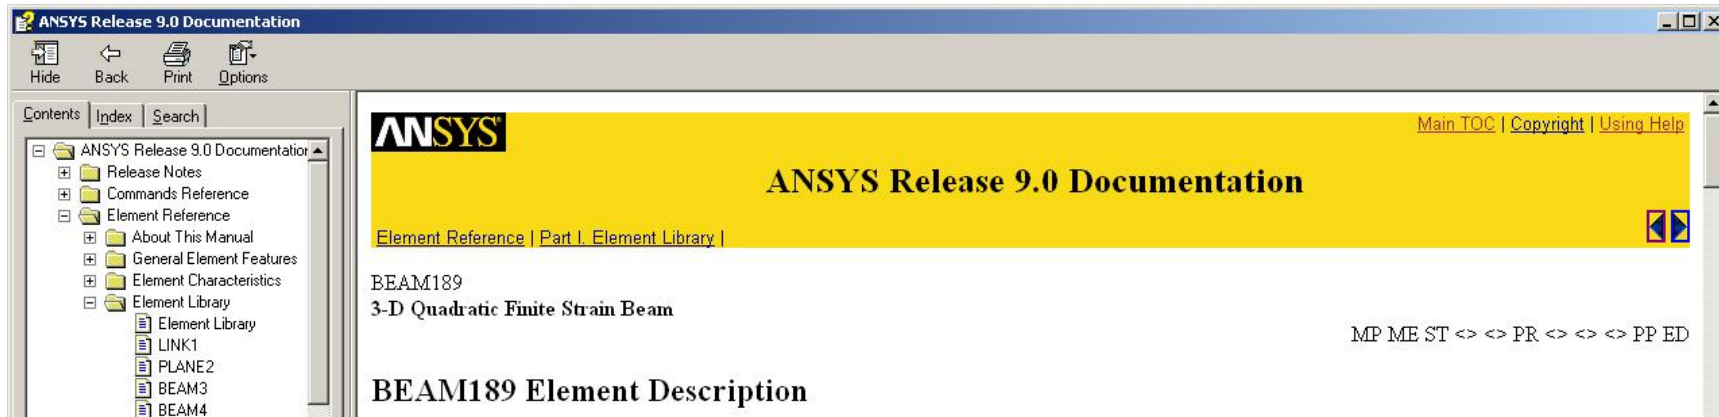 ANSYS Release 9.0 Documentation
Hide Back Print Options
Contents Index Search
ANSYS Release 9.0 Documentation
Release Notes
Commands Reference
Element Reference
About This Manual
General Element Features
Element Characteristics
Element Library
Element Library
LINK1
PLANE2
BEAM3
BEAM4
ANSYS
Main TOC | Copyright | Using Help
ANSYS Release 9.0 Documentation
Element Reference | Part I. Element Library |
BEAM189
3-D Quadratic Finite Strain Beam
MP ME ST <> <> PR <> <> <> PP ED
BEAM189 Element Description